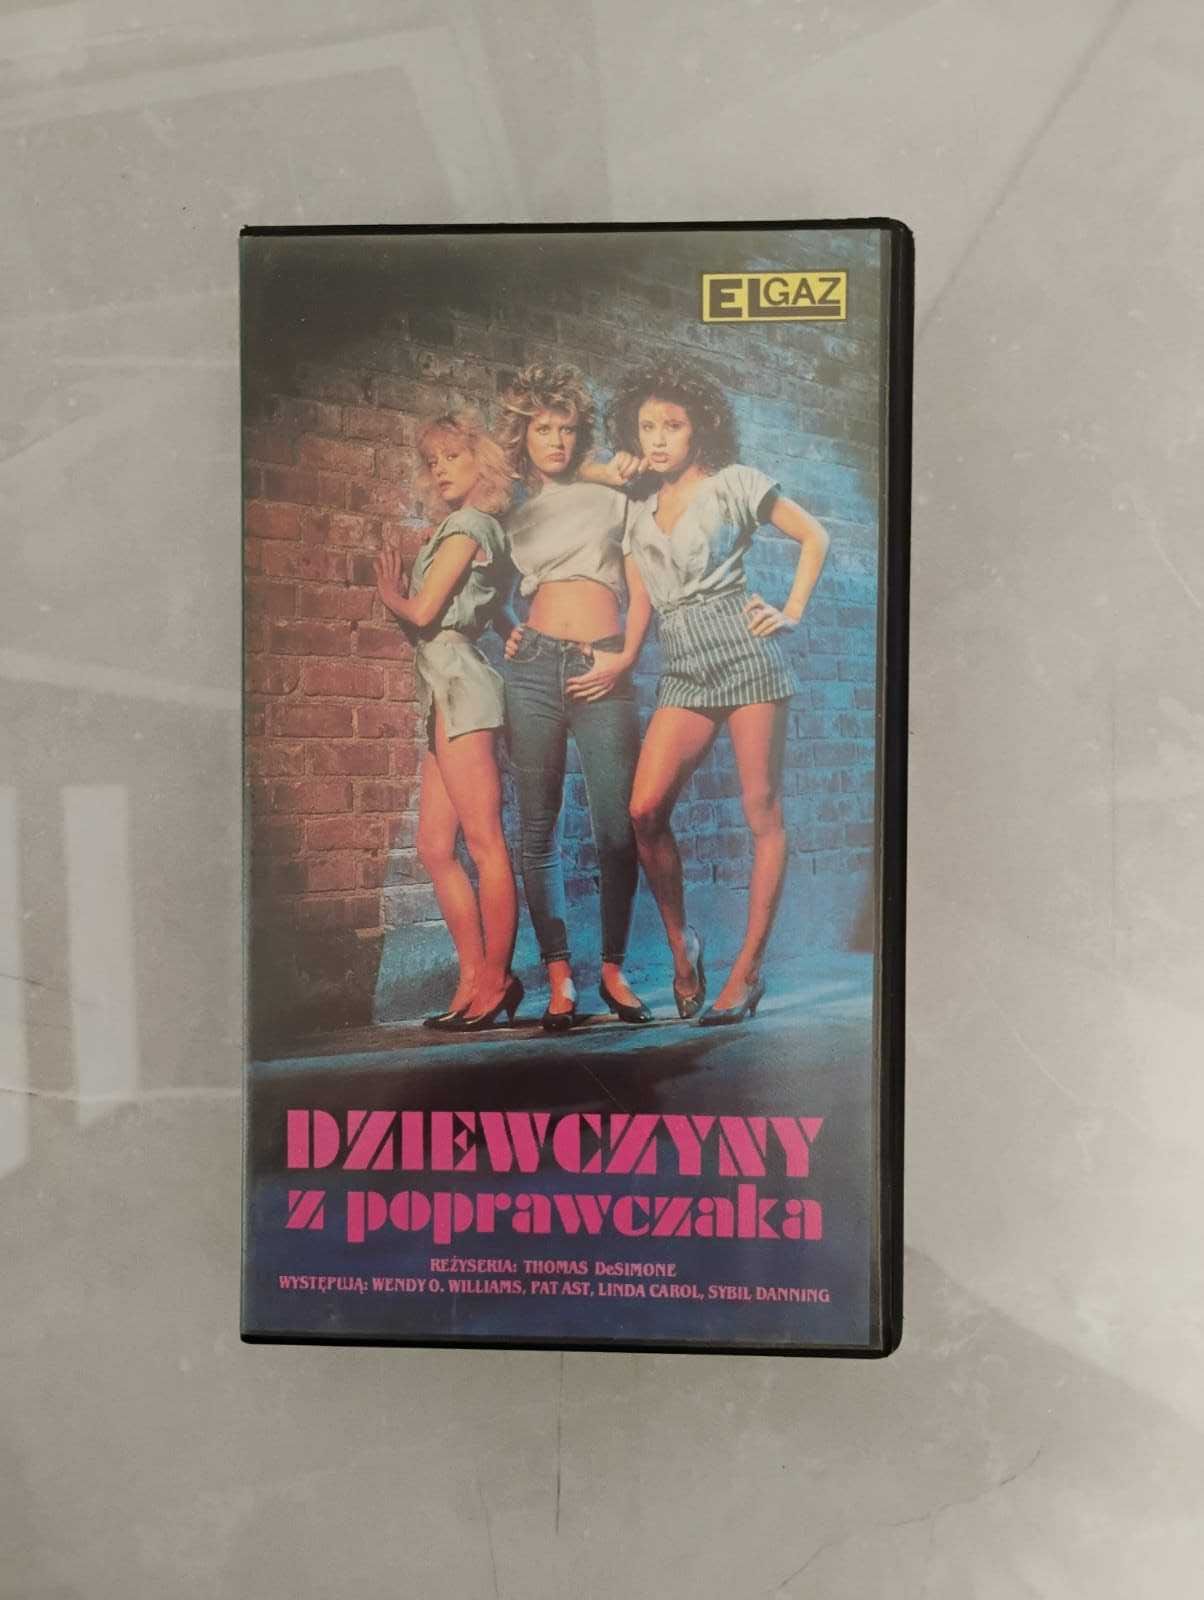 ELGAZ
DZIEWCZYNY
z poprawczaka
REŻYSERIA: THOMAS DeSIMONE
WYSTĘPUJĄ: WENDY O. WILLIAMS, PAT AST, LINDA CAROL, SYBIL DANNING